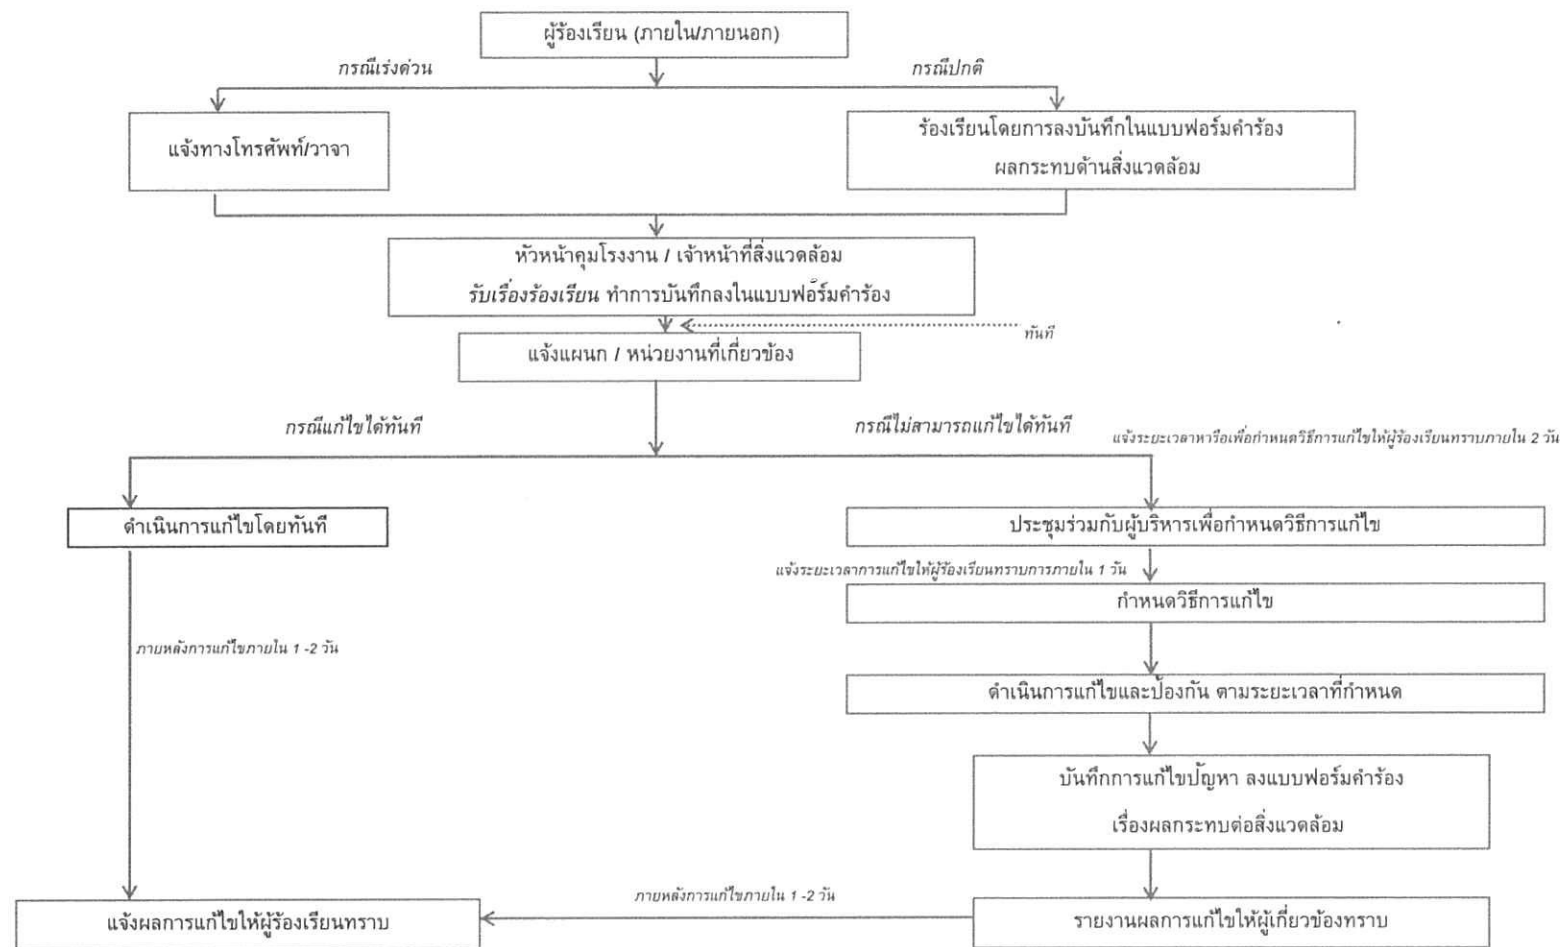 ผู้ร้องเรียน (ภายใน/ภายนอก)
กรณีเร่งด่วน
กรณีปกติ
แจ้งทางโทรศัพท์/วาจา
ร้องเรียนโดยการลงบันทึกในแบบฟอร์มคำร้อง
ผลกระทบด้านสิ่งแวดล้อม
หัวหน้าคุมโรงงาน / เจ้าหน้าที่สิ่งแวดล้อม
รับเรื่องร้องเรียน ทำการบันทึกลงในแบบฟอร์มคำร้อง
ทันที
แจ้งแผนก / หน่วยงานที่เกี่ยวข้อง
กรณีแก้ไขได้ทันที
กรณีไม่สามารถแก้ไขได้ทันที
แจ้งระยะเวลาหารือเพื่อกำหนดวิธีการแก้ไขให้ผู้ร้องเรียนทราบภายใน 2 วัน
ดำเนินการแก้ไขโดยทันที
ประชุมร่วมกับผู้บริหารเพื่อกำหนดวิธีการแก้ไข
แจ้งระยะเวลาการแก้ไขให้ผู้ร้องเรียนทราบการภายใน 1 วัน
กำหนดวิธีการแก้ไข
ภายหลังการแก้ไขภายใน 1 -2 วัน
ดำเนินการแก้ไขและป้องกัน ตามระยะเวลาที่กำหนด
บันทึกการแก้ไขปัญหา ลงแบบฟอร์มคำร้อง
เรื่องผลกระทบต่อสิ่งแวดล้อม
ภายหลังการแก้ไขภายใน 1 -2 วัน
แจ้งผลการแก้ไขให้ผู้ร้องเรียนทราบ
รายงานผลการแก้ไขให้ผู้เกี่ยวข้องทราบ